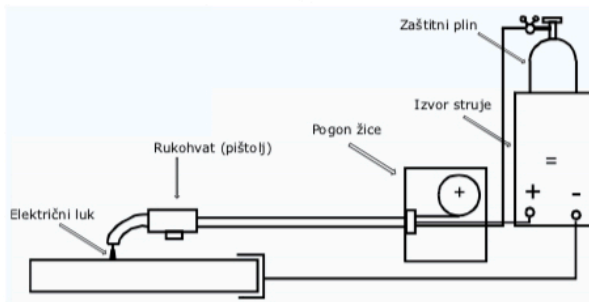 Zaštitni plin
Izvor struje
Pogon žice
Rukohvat (pištolj)
Električni luk
=
+
+ -